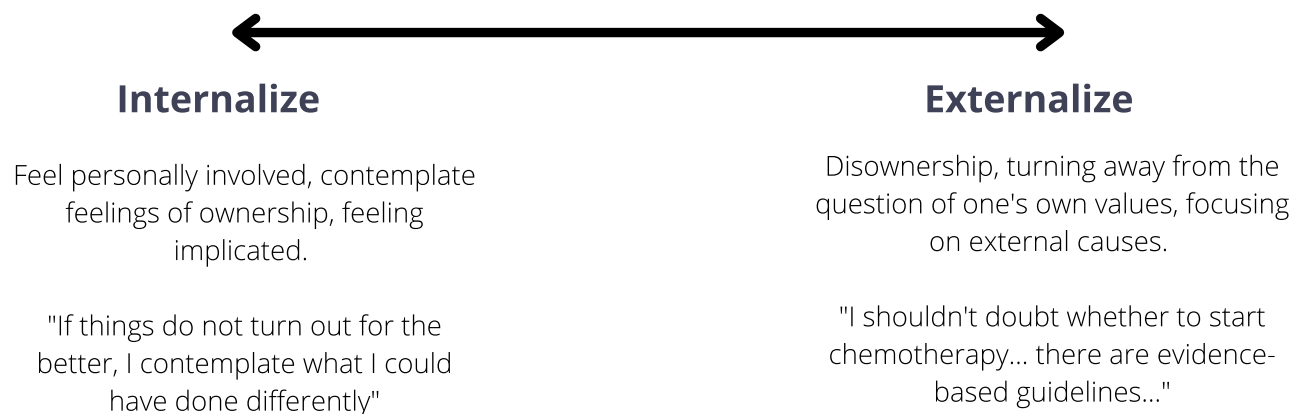 Internalize
Feel personally involved, contemplate
feelings of ownership, feeling
implicated.
"If things do not turn out for the
better, I contemplate what I could
have done differently"
Externalize
Disownership, turning away from the
question of one's own values, focusing
on external causes.
"I shouldn't doubt whether to start
chemotherapy... there are evidence-
based guidelines..."